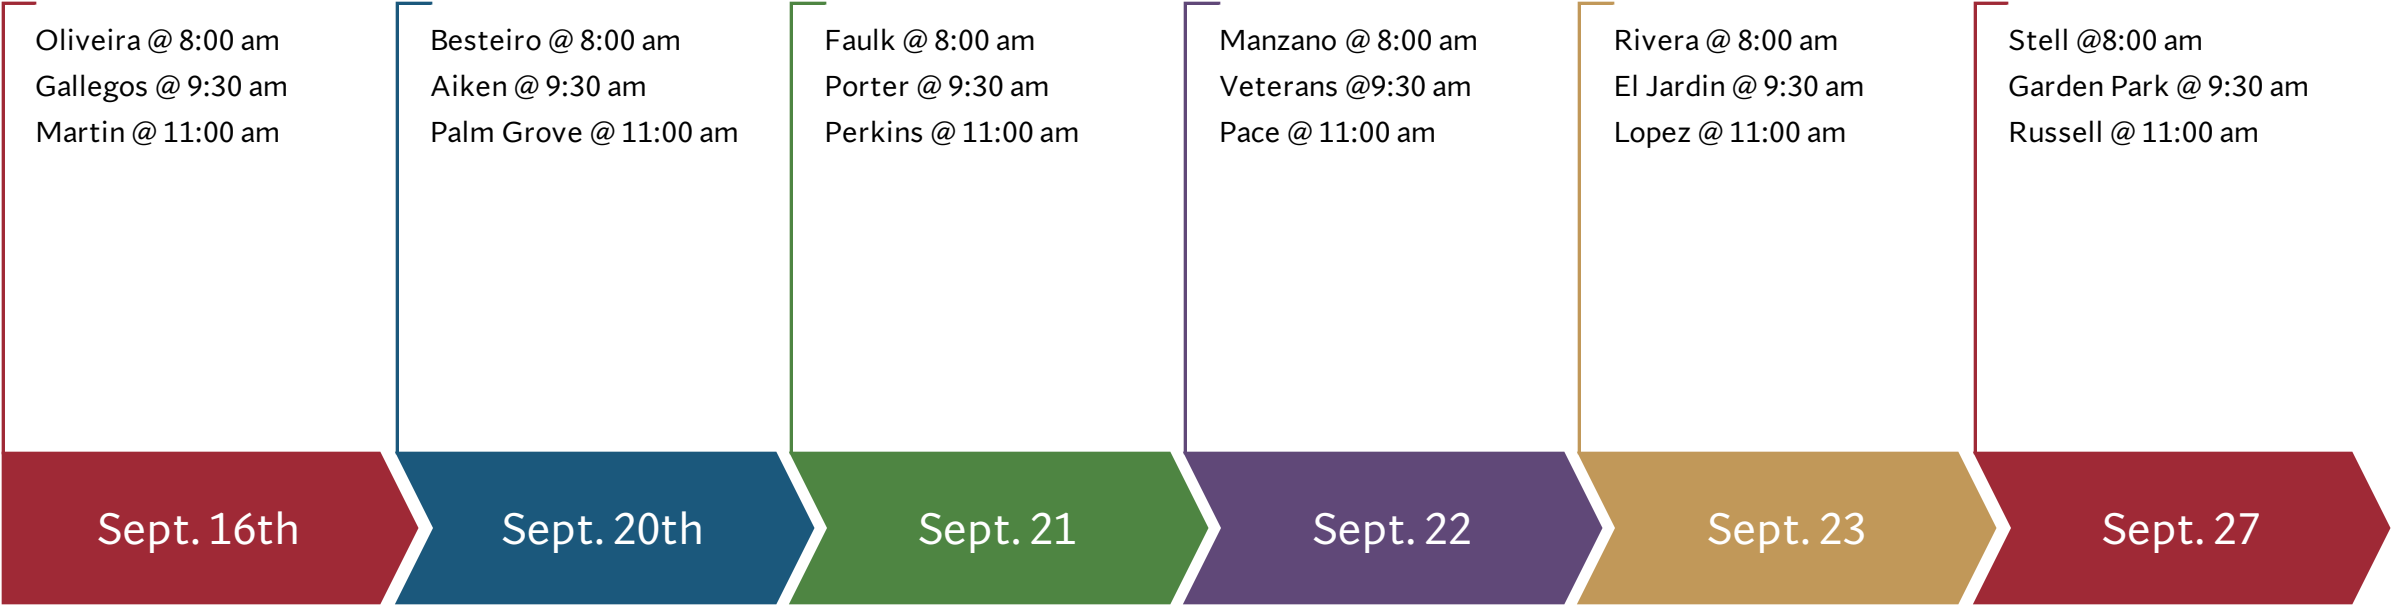 Oliveira @ 8:00 am
Gallegos @ 9:30 am
Martin @ 11:00 am
Sept. 16th
Besteiro @ 8:00 am
Aiken @ 9:30 am
Palm Grove @ 11:00 am
Sept. 20th
Faulk @ 8:00 am
Porter @ 9:30 am
Perkins @ 11:00 am
Sept. 21
Manzano @ 8:00 am
Veterans @9:30 am
Pace @ 11:00 am
Sept. 22
Rivera @ 8:00 am
El Jardin @ 9:30 am
Lopez @ 11:00 am
Sept. 23
Stell @8:00 am
Garden Park @ 9:30 am
Russell @ 11:00 am
Sept. 27